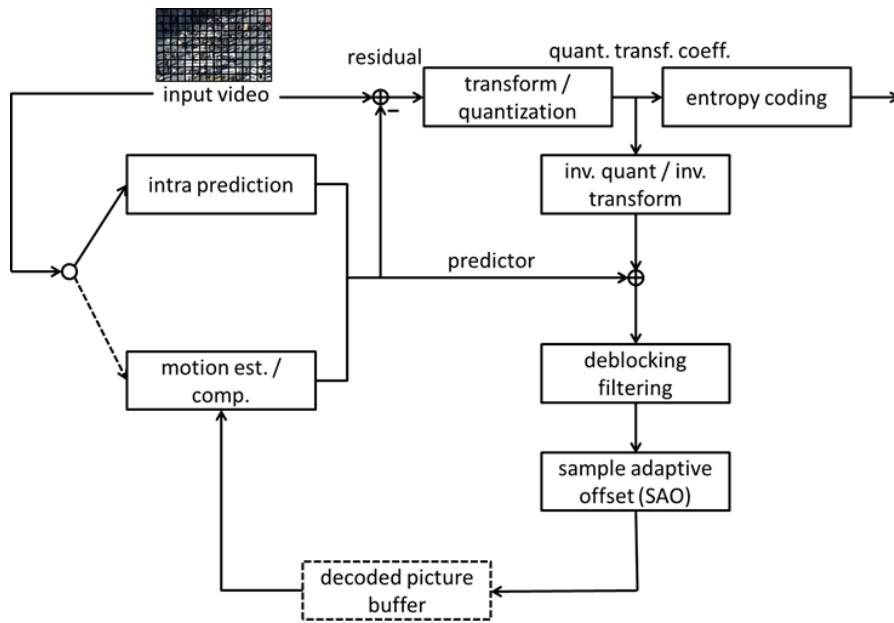 residual
quant. transf. coeff.
input video
transform /
quantization
entropy coding
intra prediction
inv. quant / inv.
transform
predictor
motion est. /
comp.
deblocking
filtering
sample adaptive
offset (SAO)
decoded picture
buffer